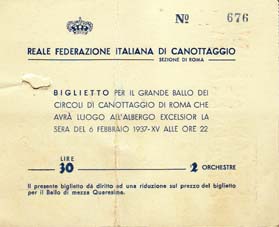 Nº 676
REALE FEDERAZIONE ITALIANA DI CANOTTAGGIO
SEZIONE DI ROMA
BIGLIETTO PER IL GRANDE BALLO DEI
CIRCOLI DI CANOTTAGGIO DI ROMA CHE
AVRÀ LUOGO ALL'ALBERGO EXCELSIOR LA
SERA DEL 6 FEBBRAIO 1937-XV ALLE ORE 22
LIRE
30 2 ORCHESTRE
Il presente biglietto dà diritto ad una riduzione sul prezzo del biglietto
per il Ballo di mezza Quaresima.